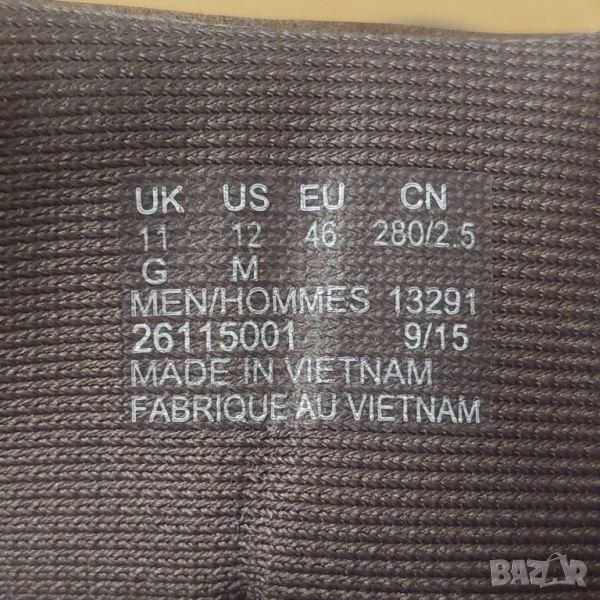 UK US EU CN
11 12 46 280/2.5
G M
MEN/HOMMES 13291
26115001 9/15
MADE IN VIETNAM
FABRIQUE AU VIETNAM
BAZAR